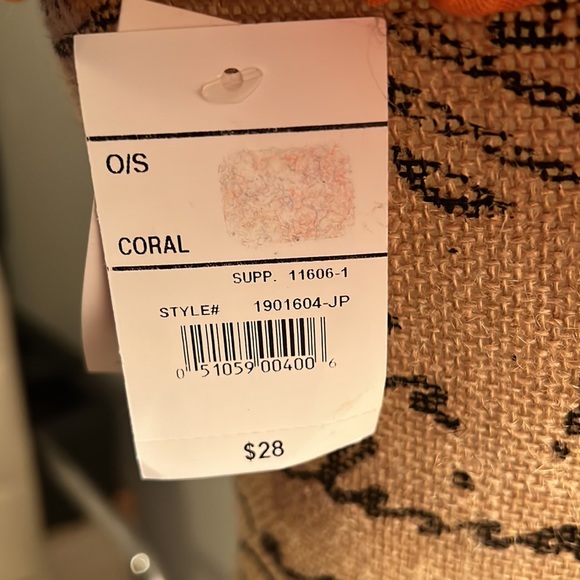 O/S
CORAL
SUPP. 11606-1
STYLE# 1901604-JP
0 51059 00400 6
$28